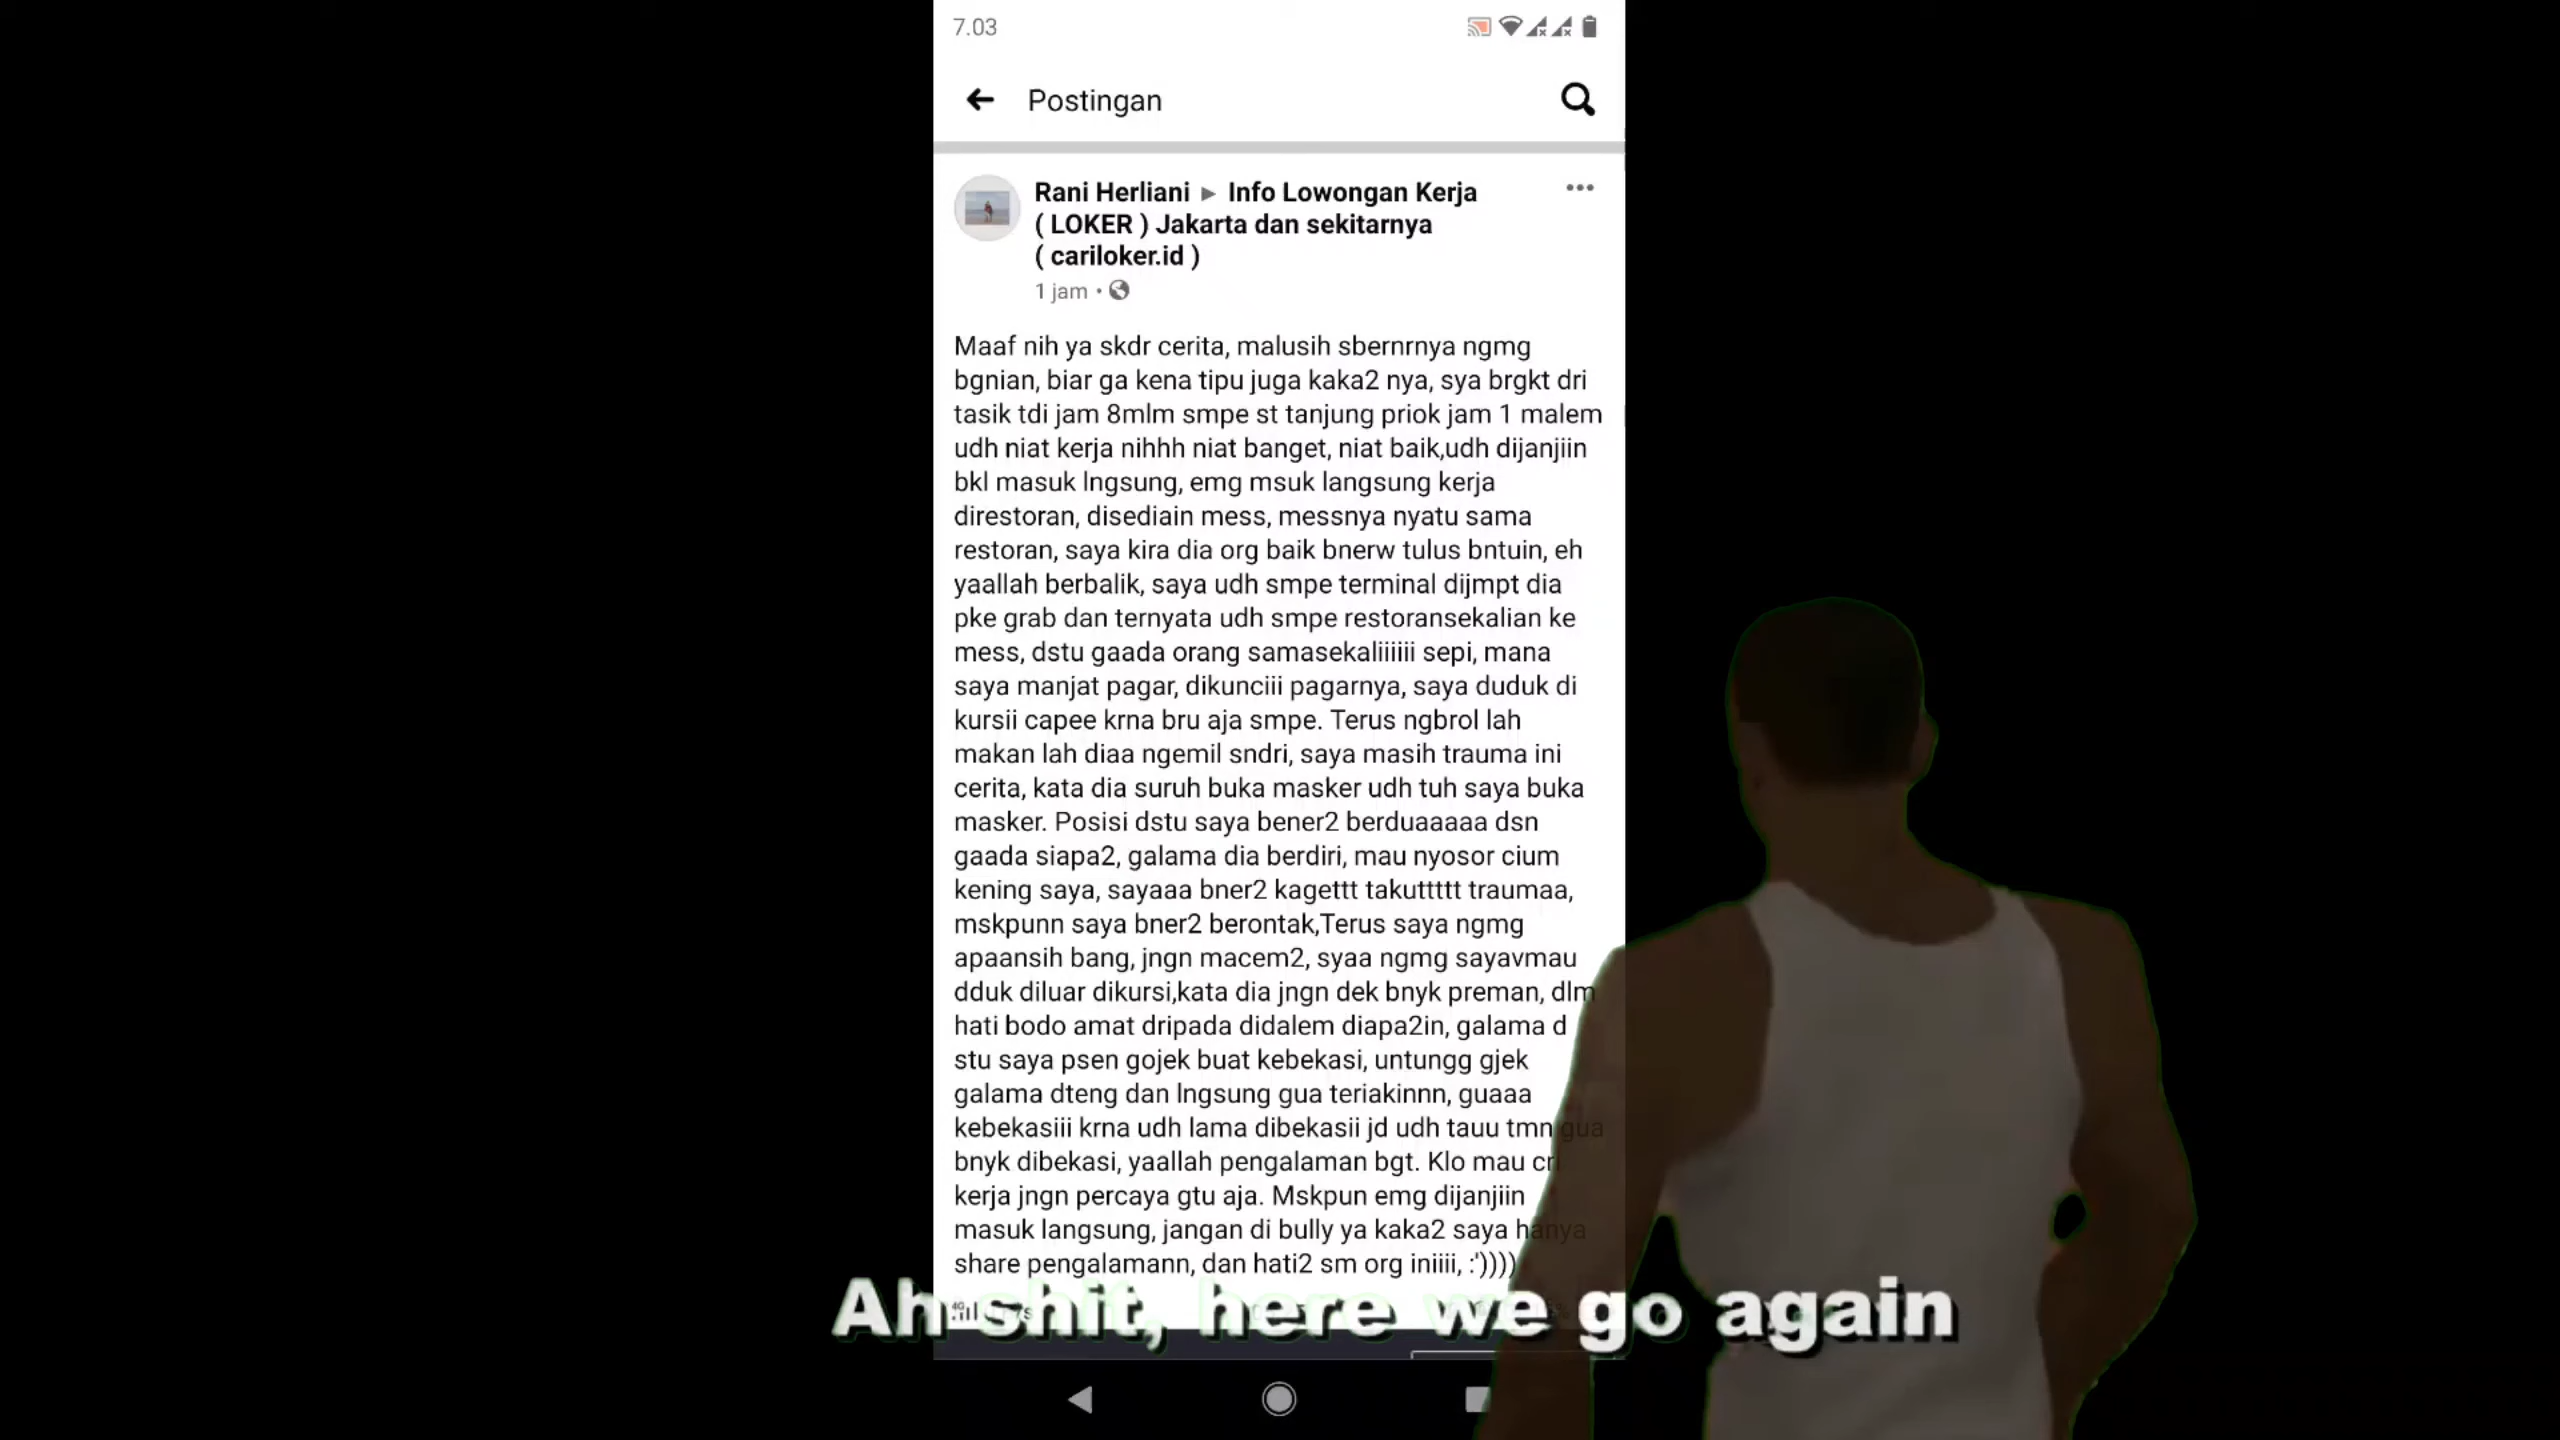 7.03
Postingan
Rani Herliani ▸ Info Lowongan Kerja
( LOKER ) Jakarta dan sekitarnya
( cariloker.id )
1 jam •
Maaf nih ya skdr cerita, malusih sbernrnya ngmg
bgnian, biar ga kena tipu juga kaka2 nya, sya brgkt dri
tasik tdi jam 8mlm smpe st tanjung priok jam 1 malem
udh niat kerja nihhh niat banget, niat baik,udh dijanjiin
bkl masuk lngsung, emg msuk langsung kerja
direstoran, disediain mess, messnya nyatu sama
restoran, saya kira dia org baik bnerw tulus bntuin, eh
yaallah berbalik, saya udh smpe terminal dijmpt dia
pke grab dan ternyata udh smpe restoransekalian ke
mess, dstu gaada orang samasekaliiiiii sepi, mana
saya manjat pagar, dikunciii pagarnya, saya duduk di
kursii capee krna bru aja smpe. Terus ngbrol lah
makan lah diaa ngemil sndri, saya masih trauma ini
cerita, kata dia suruh buka masker udh tuh saya buka
masker. Posisi dstu saya bener2 berduaaaaa dsn
gaada siapa2, galama dia berdiri, mau nyosor cium
kening saya, sayaaa bner2 kagettt takuttttt traumaa,
mskpunn saya bner2 berontak,Terus saya ngmg
apaansih bang, jngn macem2, syaa ngmg sayavmau
dduk diluar dikursi,kata dia jngn dek bnyk preman, dlm
hati bodo amat dripada didalem diapa2in, galama d
stu saya psen gojek buat kebekasi, untungg gjek
galama dteng dan lngsung gua teriakinnn, guaaa
kebekasiii krna udh lama dibekasii jd udh tauu tmn gua
bnyk dibekasi, yaallah pengalaman bgt. Klo mau cri
kerja jngn percaya gtu aja. Mskpun emg dijanjiin
masuk langsung, jangan di bully ya kaka2 saya hanya
share pengalamann, dan hati2 sm org iniiii, :'))))
Ah shit, here we go again